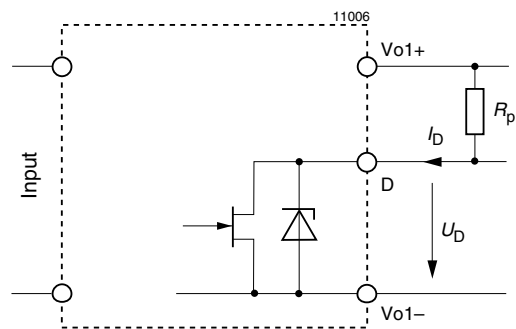 11006
Vo1+
Rp
ID
Input
D
UD
Vo1–